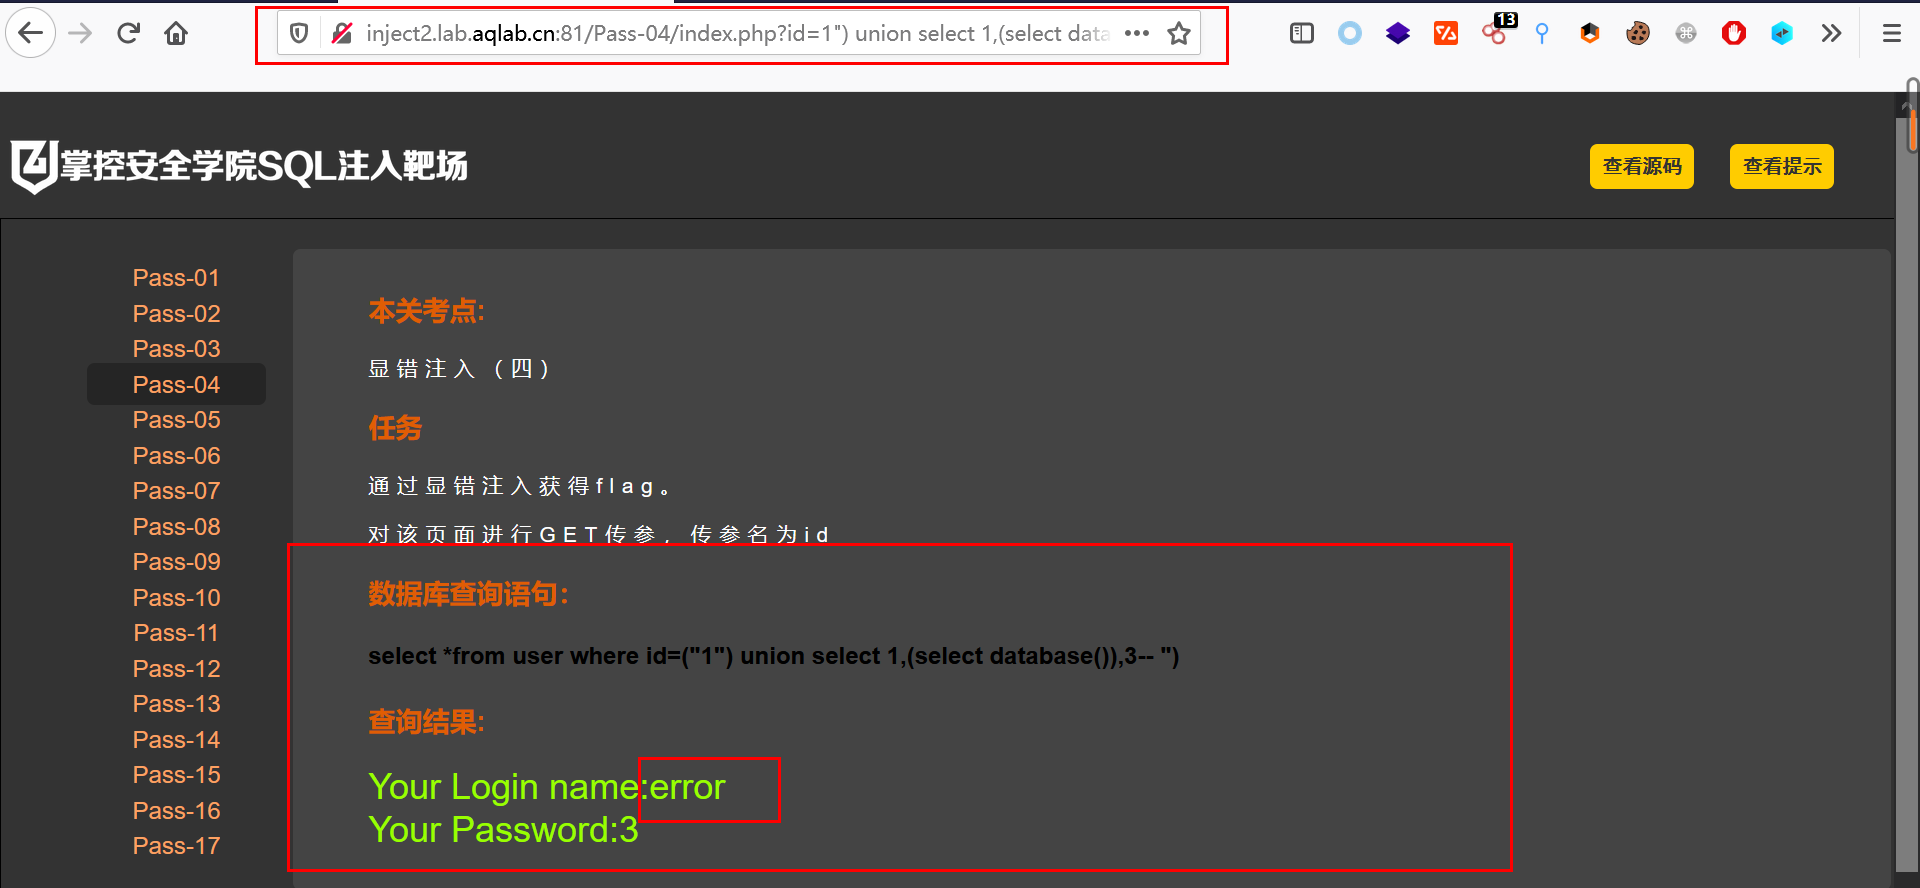 inject2.lab.aqlab.cn:81/Pass-04/index.php?id=1") union select 1,(select data
13
掌控安全学院SQL注入靶场
查看源码
查看提示
Pass-01
Pass-02
Pass-03
Pass-04
Pass-05
Pass-06
Pass-07
Pass-08
Pass-09
Pass-10
Pass-11
Pass-12
Pass-13
Pass-14
Pass-15
Pass-16
Pass-17
本关考点:
显错注入（四）
任务
通过显错注入获得flag。
对该页面进行GET传参，传参名为id
数据库查询语句：
select *from user where id=("1") union select 1,(select database()),3-- ")
查询结果:
Your Login name:error
Your Password:3